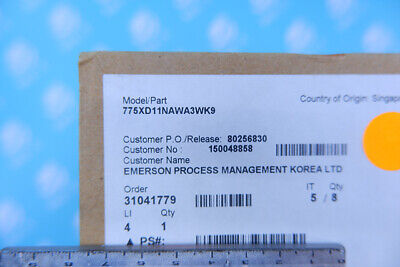 Model/Part
775XD11NAWA3WK9
Country of Origin: Singapo
Customer P.O./Release: 80256830
Customer No : 150048858
Customer Name
EMERSON PROCESS MANAGEMENT KOREA LTD
Order IT Qty
31041779 5 / 8
LI Qty
4 1
▲ PS#: ▲ ▲